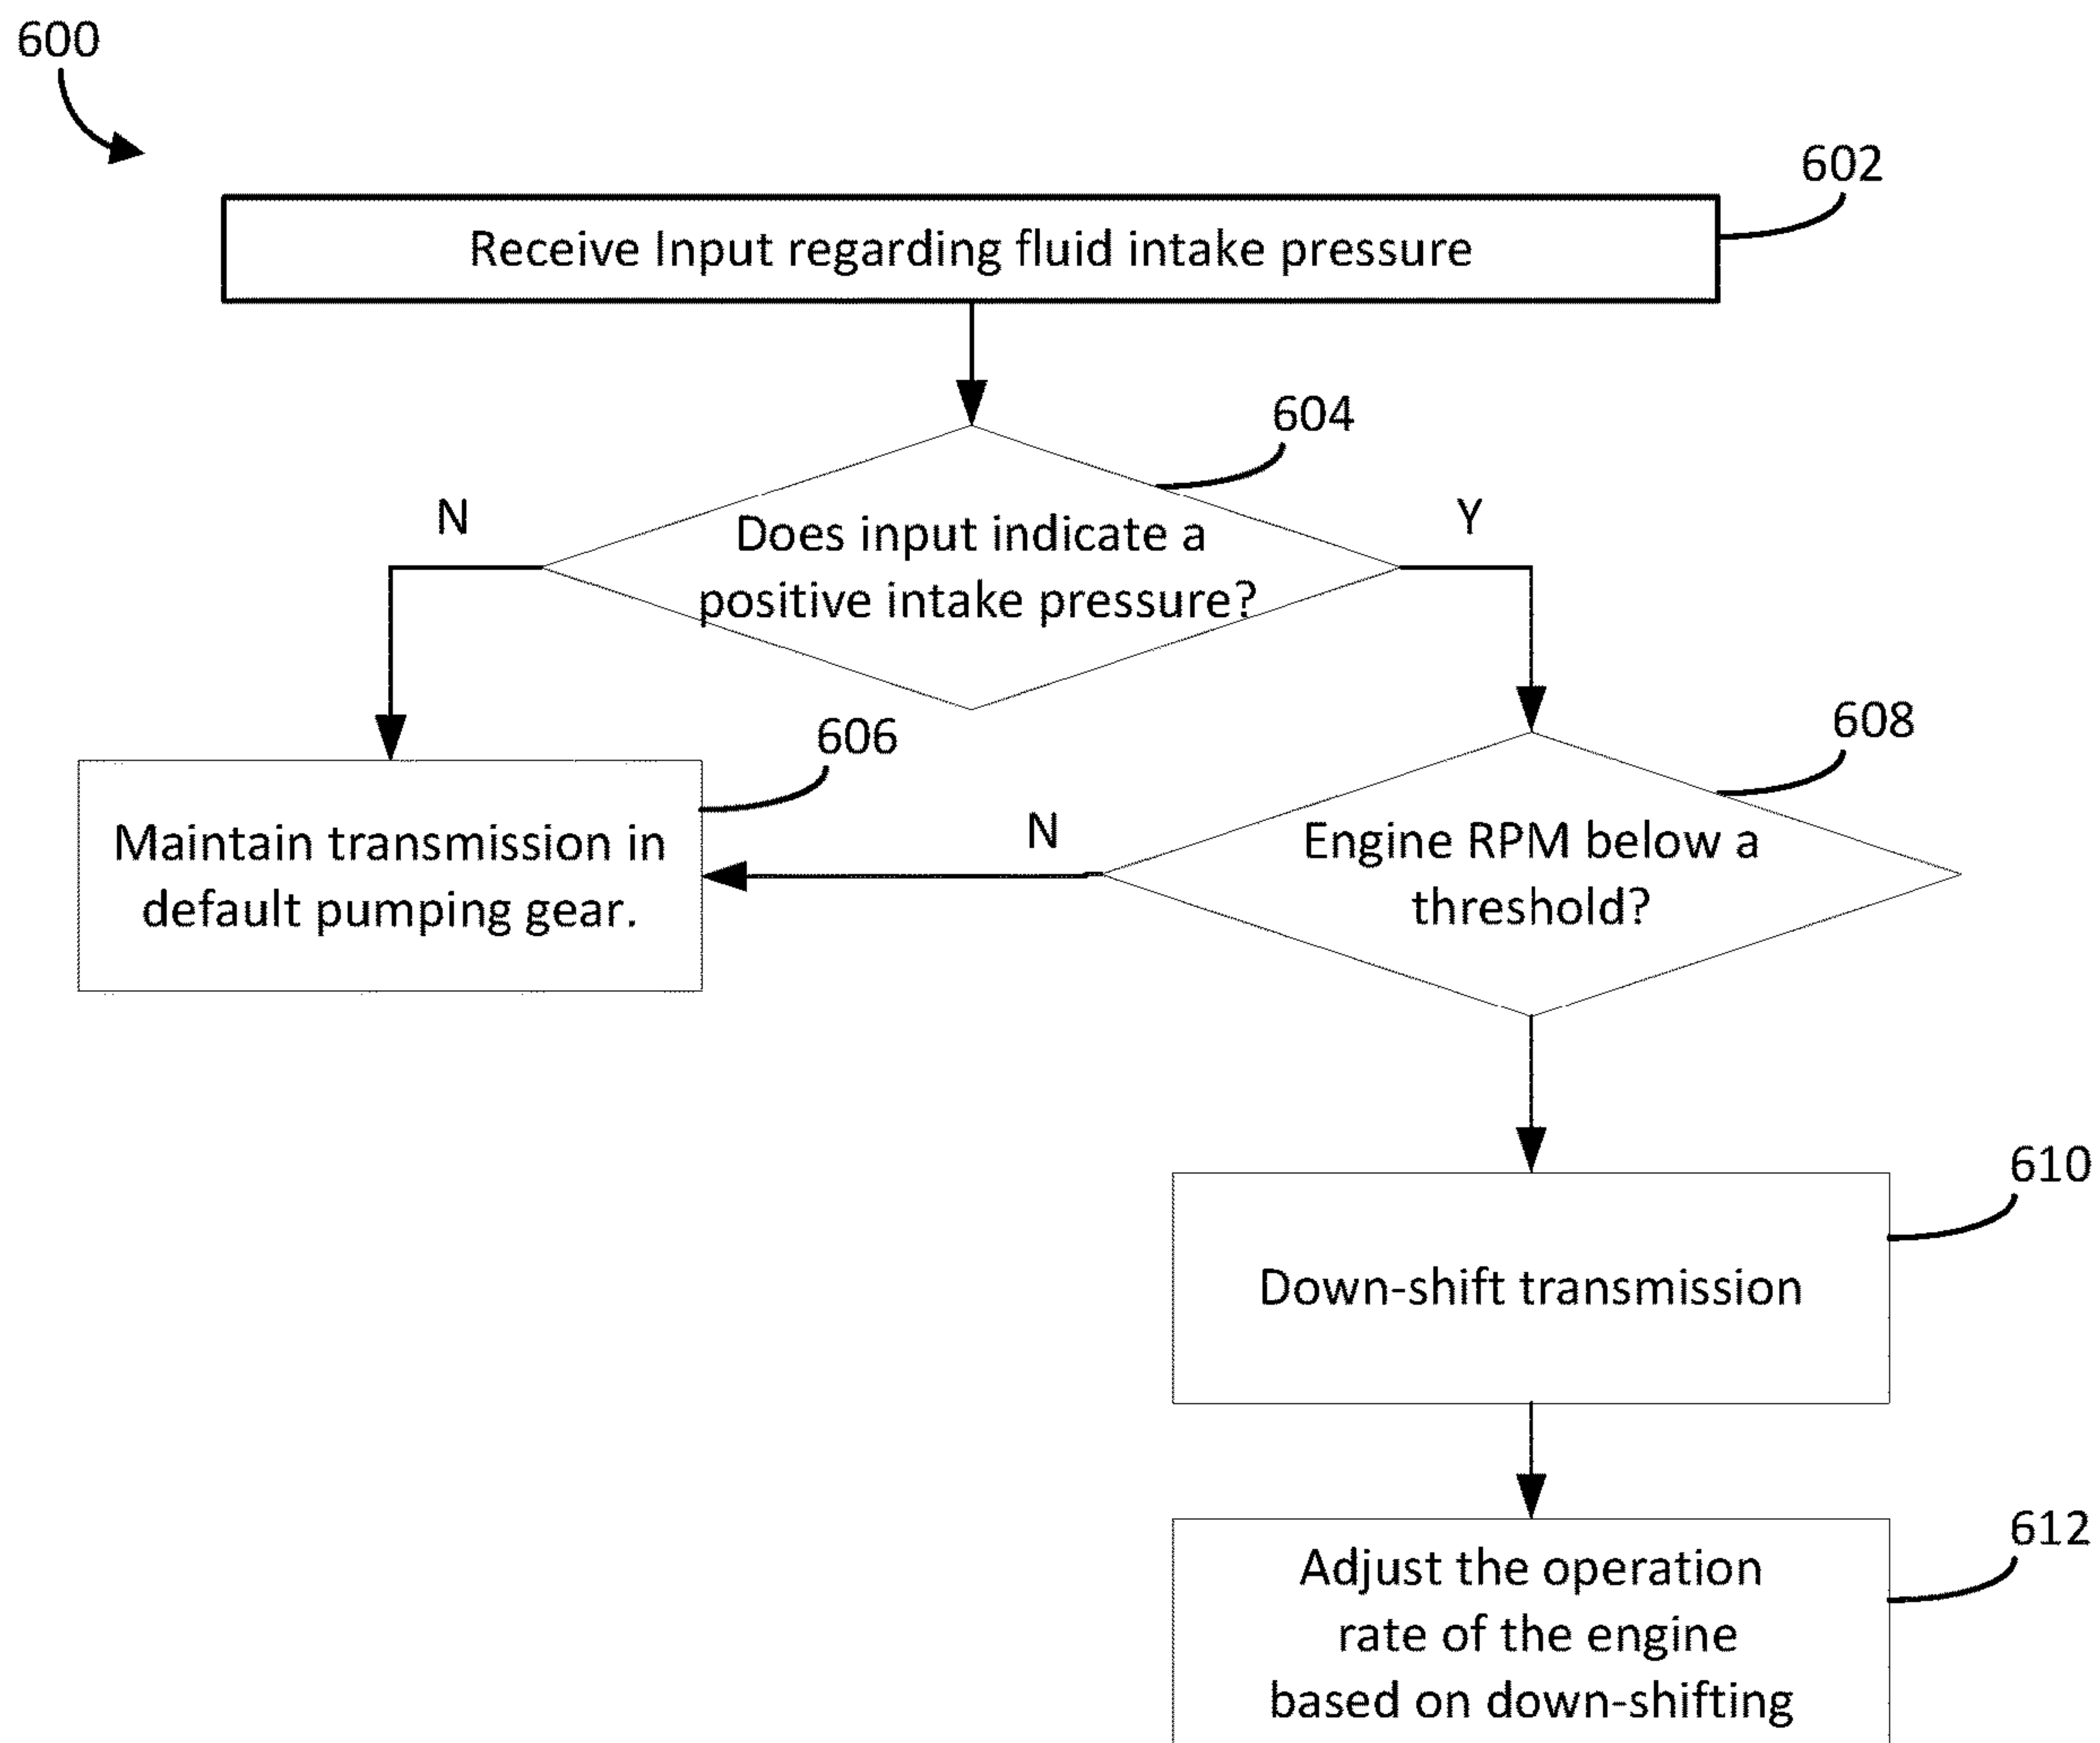 600
602
Receive Input regarding fluid intake pressure
604
N
Y
Does input indicate a
positive intake pressure?
606
608
Maintain transmission in
default pumping gear.
N
Engine RPM below a
threshold?
610
Down-shift transmission
612
Adjust the operation
rate of the engine
based on down-shifting